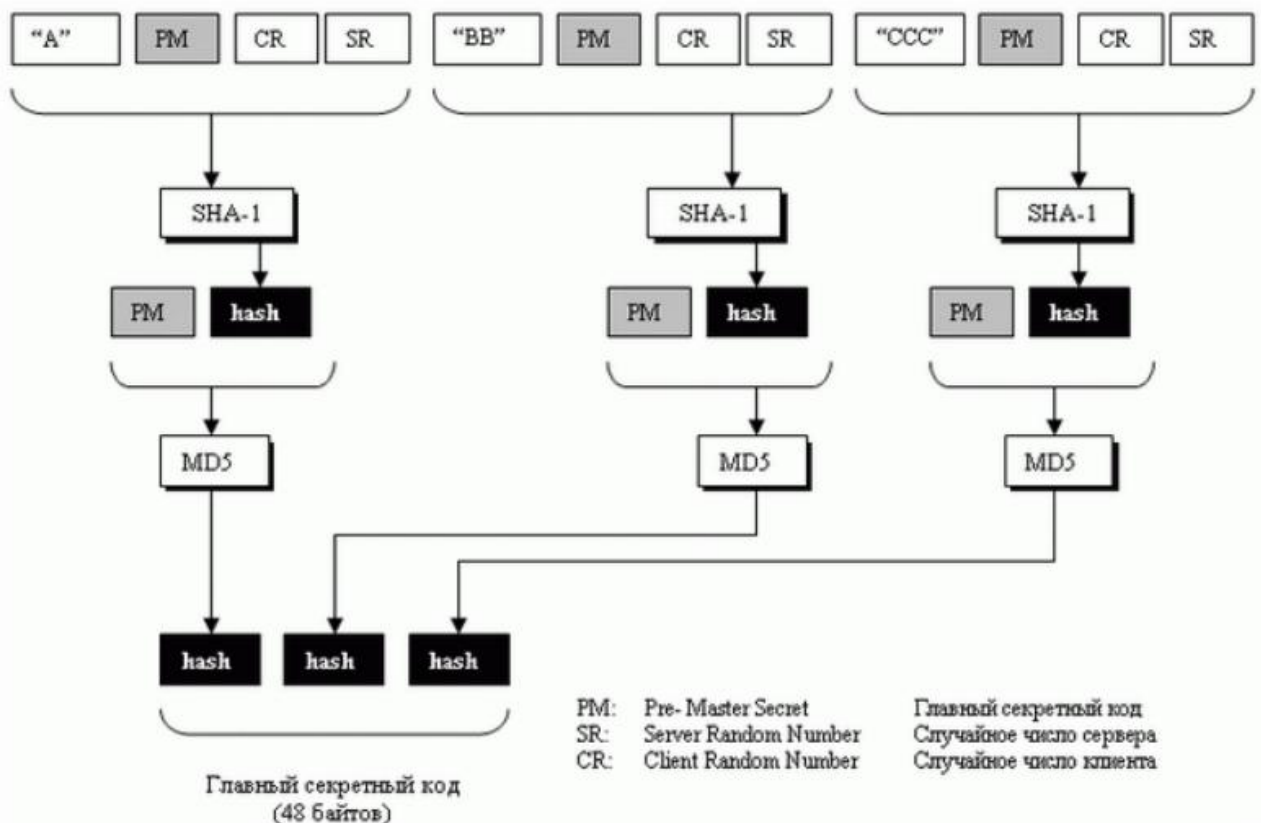 “A” PM CR SR “BB” PM CR SR “CCC” PM CR SR
SHA-1 SHA-1 SHA-1
PM hash PM hash PM hash
MD5 MD5 MD5
hash hash hash
PM: Pre- Master Secret Главный секретный код
SR: Server Random Number Случайное число сервера
CR: Client Random Number Случайное число клиента
Главный секретный код
(48 байтов)